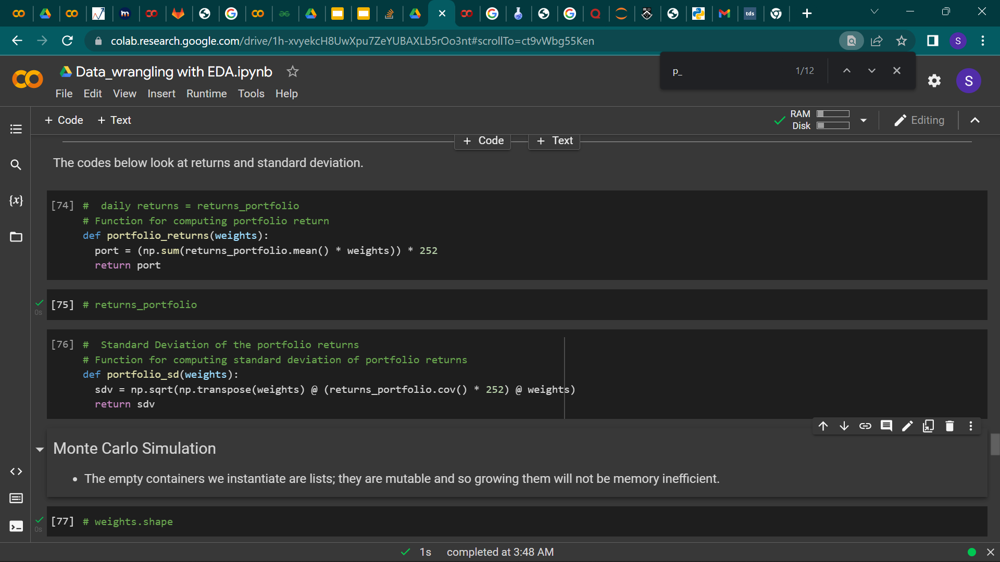 m
tds
colab.research.google.com/drive/1h-xvyekcH8UwXpu7ZeYUBAXLb5rOo3nt#scrollTo=ct9vWbg55Ken
S
Data_wrangling with EDA.ipynb
p_
1/12
S
File Edit View Insert Runtime Tools Help
+ Code + Text
RAM
Disk
Editing
+ Code + Text
The codes below look at returns and standard deviation.
{x}
[74] #  daily returns = returns_portfolio
# Function for computing portfolio return
def portfolio_returns(weights):
  port = (np.sum(returns_portfolio.mean() * weights)) * 252
  return port
[75] # returns_portfolio
0s
[76] #  Standard Deviation of the portfolio returns
# Function for computing standard deviation of portfolio returns
def portfolio_sd(weights):
  sdv = np.sqrt(np.transpose(weights) @ (returns_portfolio.cov() * 252) @ weights)
  return sdv
Monte Carlo Simulation
• The empty containers we instantiate are lists; they are mutable and so growing them will not be memory inefficient.
[77] # weights.shape
0s
1s completed at 3:48 AM